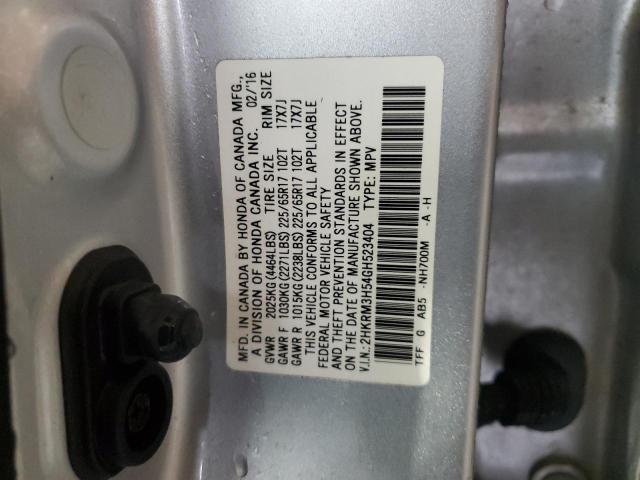 MFD. IN CANADA BY HONDA OF CANADA MFG.,
A DIVISION OF HONDA CANADA INC. 02/'16
GVWR 2025KG (4464LBS) TIRE SIZE RIM SIZE
GAWR F 1030KG (2271LBS) 225/65R17 102T 17X7J
GAWR R 1015KG (2238LBS) 225/65R17 102T 17X7J
THIS VEHICLE CONFORMS TO ALL APPLICABLE
FEDERAL MOTOR VEHICLE SAFETY
AND THEFT PREVENTION STANDARDS IN EFFECT
ON THE DATE OF MANUFACTURE SHOWN ABOVE.
V.I.N.: 2HKRM3H54GH523404 TYPE: MPV
TFF G AB5 -NH700M -A -H